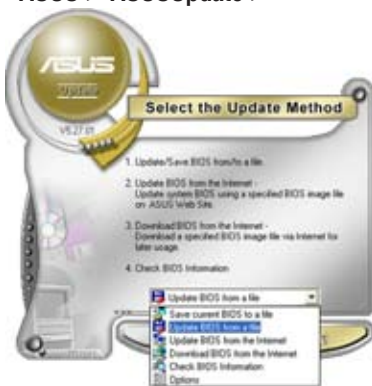 ASUS
Update
Select the Update Method
V6.27.01
1. Update/Save BIOS from/to a file
2. Update BIOS from the Internet -
Update system BIOS using a specified BIOS image file
on ASUS Web Site.
3. Download BIOS from the Internet -
Download a specified BIOS image file via Internet for
later usage.
4. Check BIOS Information
Update BIOS from a file
Save current BIOS to a file
Update BIOS from a file
Update BIOS from the Internet
Download BIOS from the Internet
Check BIOS Information
Options